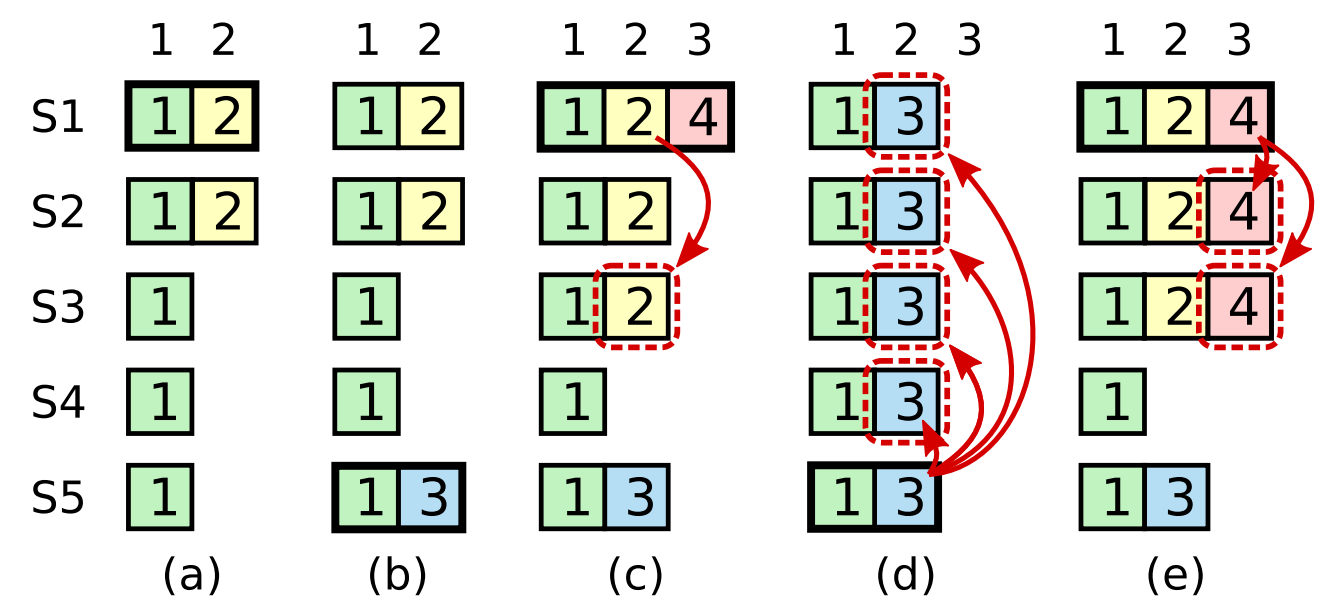 1 2 1 2 1 2 3 1 2 3 1 2 3
S1 1 2 1 2 1 2 4 1 3 1 2 4
S2 1 2 1 2 1 2 1 3 1 2 4
S3 1 1 1 2 1 3 1 2 4
S4 1 1 1 1 3 1
S5 1 1 3 1 3 1 3 1 3
(a) (b) (c) (d) (e)